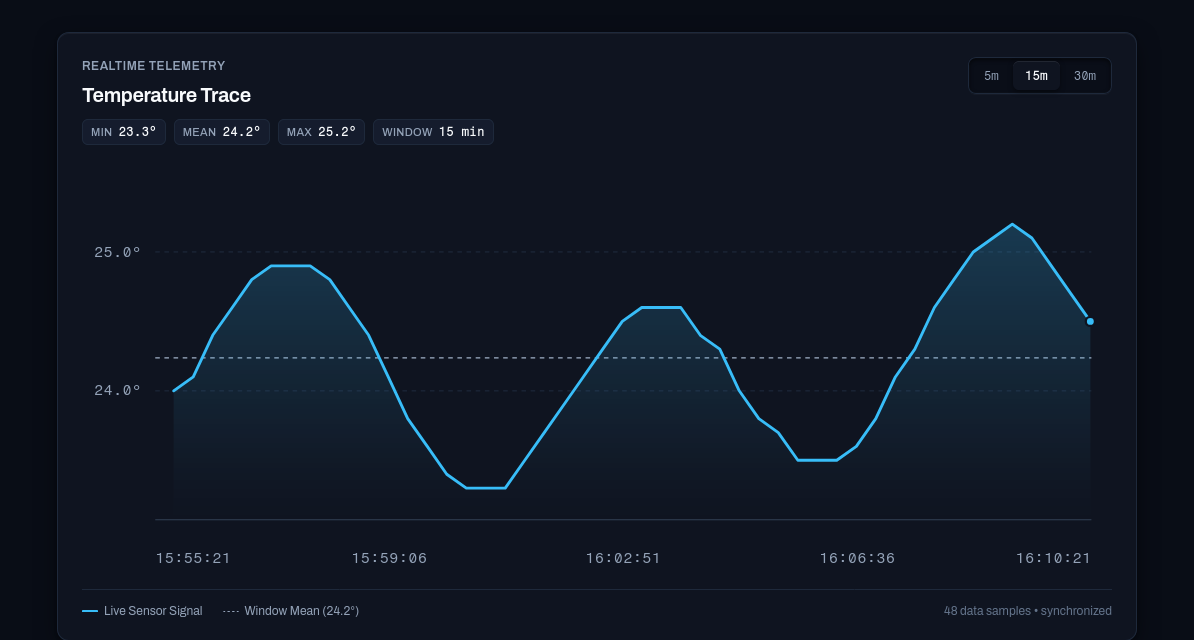 REALTIME TELEMETRY
5m 15m 30m
Temperature Trace
MIN 23.3° MEAN 24.2° MAX 25.2° WINDOW 15 min
25.0°
24.0°
15:55:21 15:59:06 16:02:51 16:06:36 16:10:21
Live Sensor Signal Window Mean (24.2°) 48 data samples • synchronized